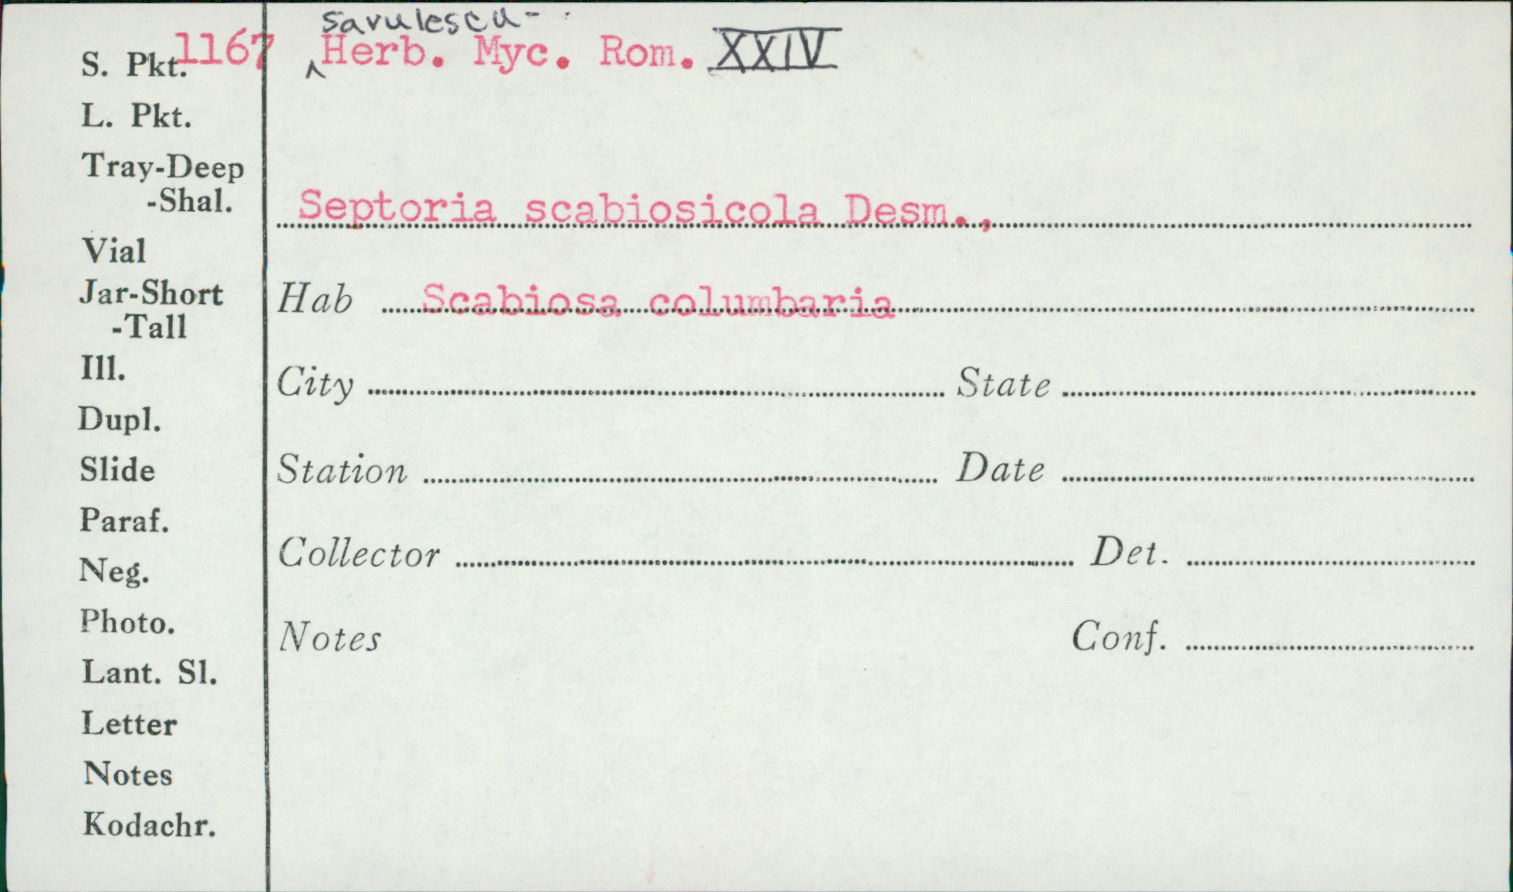 savulescu-
S. Pkt. 1167 ^Herb. Myc. Rom. XXIV
L. Pkt.
Tray-Deep
-Shal.
Septoria scabiosicola Desm.,
Vial
Jar-Short
-Tall
Hab Scabiosa columbaria
Ill.
City State
Dupl.
Slide
Station Date
Paraf.
Neg.
Collector Det.
Photo.
Notes Conf.
Lant. Sl.
Letter
Notes
Kodachr.